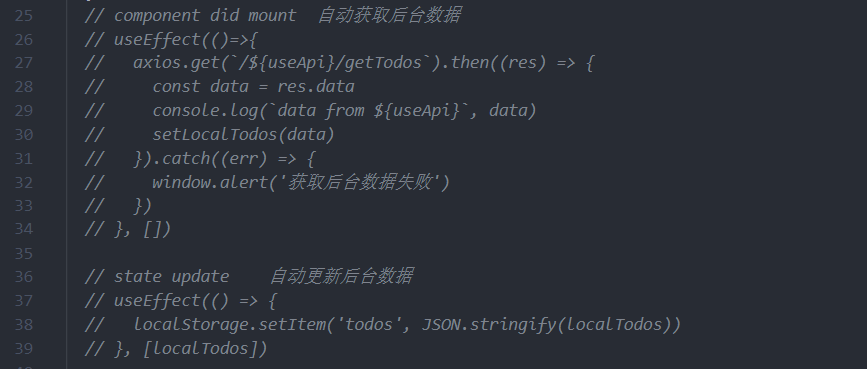 25 // component did mount  自动获取后台数据
26 // useEffect(()=>{
27 //   axios.get(`/${useApi}/getTodos`).then((res) => {
28 //     const data = res.data
29 //     console.log(`data from ${useApi}`, data)
30 //     setLocalTodos(data)
31 //   }).catch((err) => {
32 //     window.alert('获取后台数据失败')
33 //   })
34 // }, [])
35
36 // state update    自动更新后台数据
37 // useEffect(() => {
38 //   localStorage.setItem('todos', JSON.stringify(localTodos))
39 // }, [localTodos])